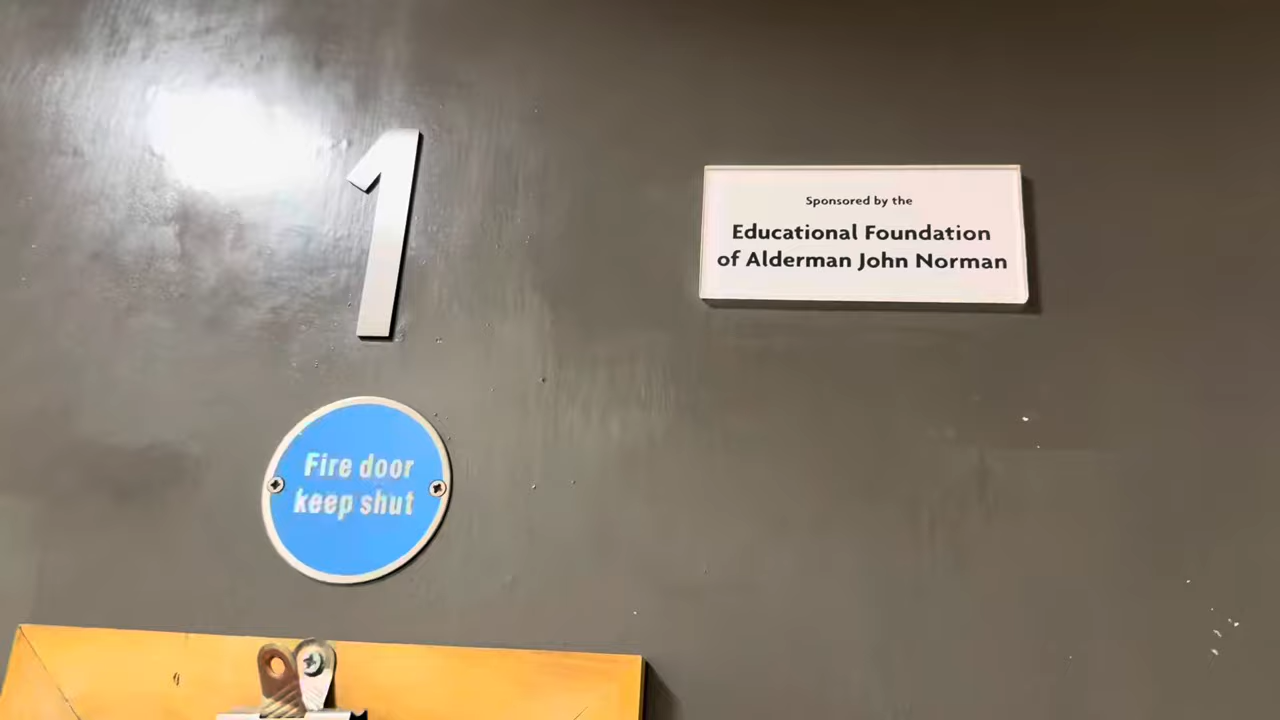 1
Sponsored by the
Educational Foundation
of Alderman John Norman
Fire door
keep shut